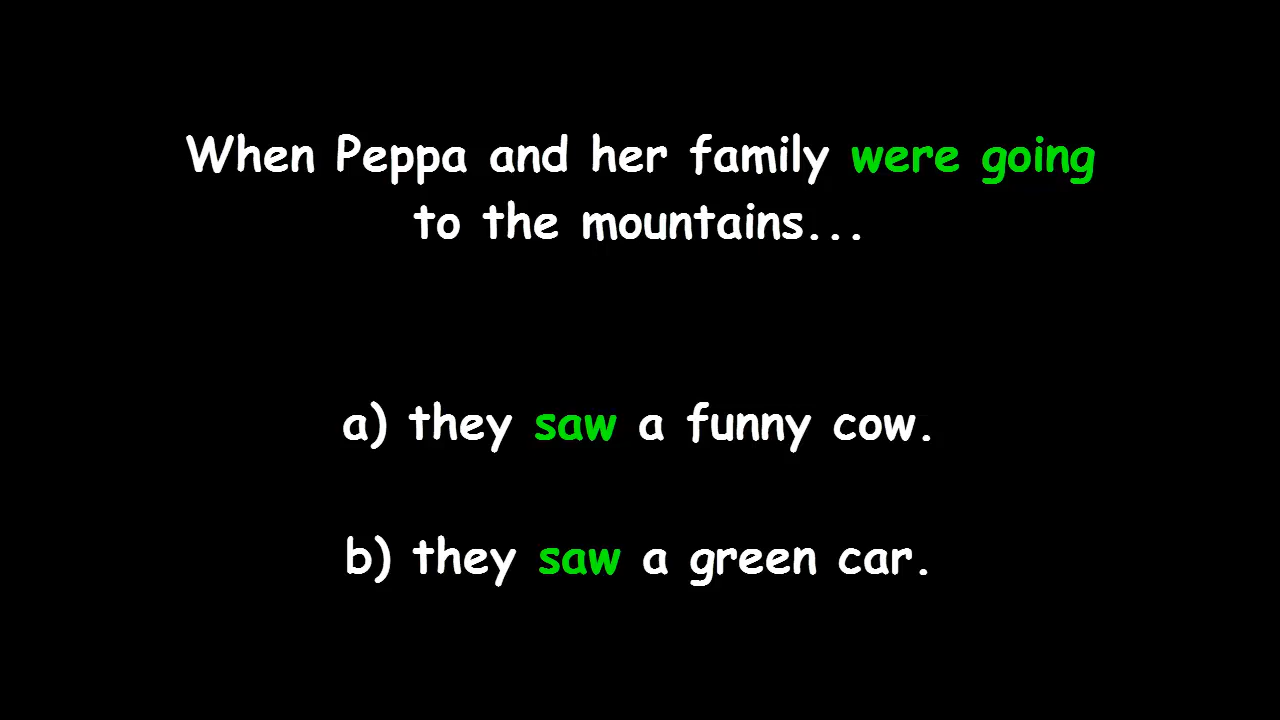 When Peppa and her family were going
to the mountains...
a) they saw a funny cow.
b) they saw a green car.